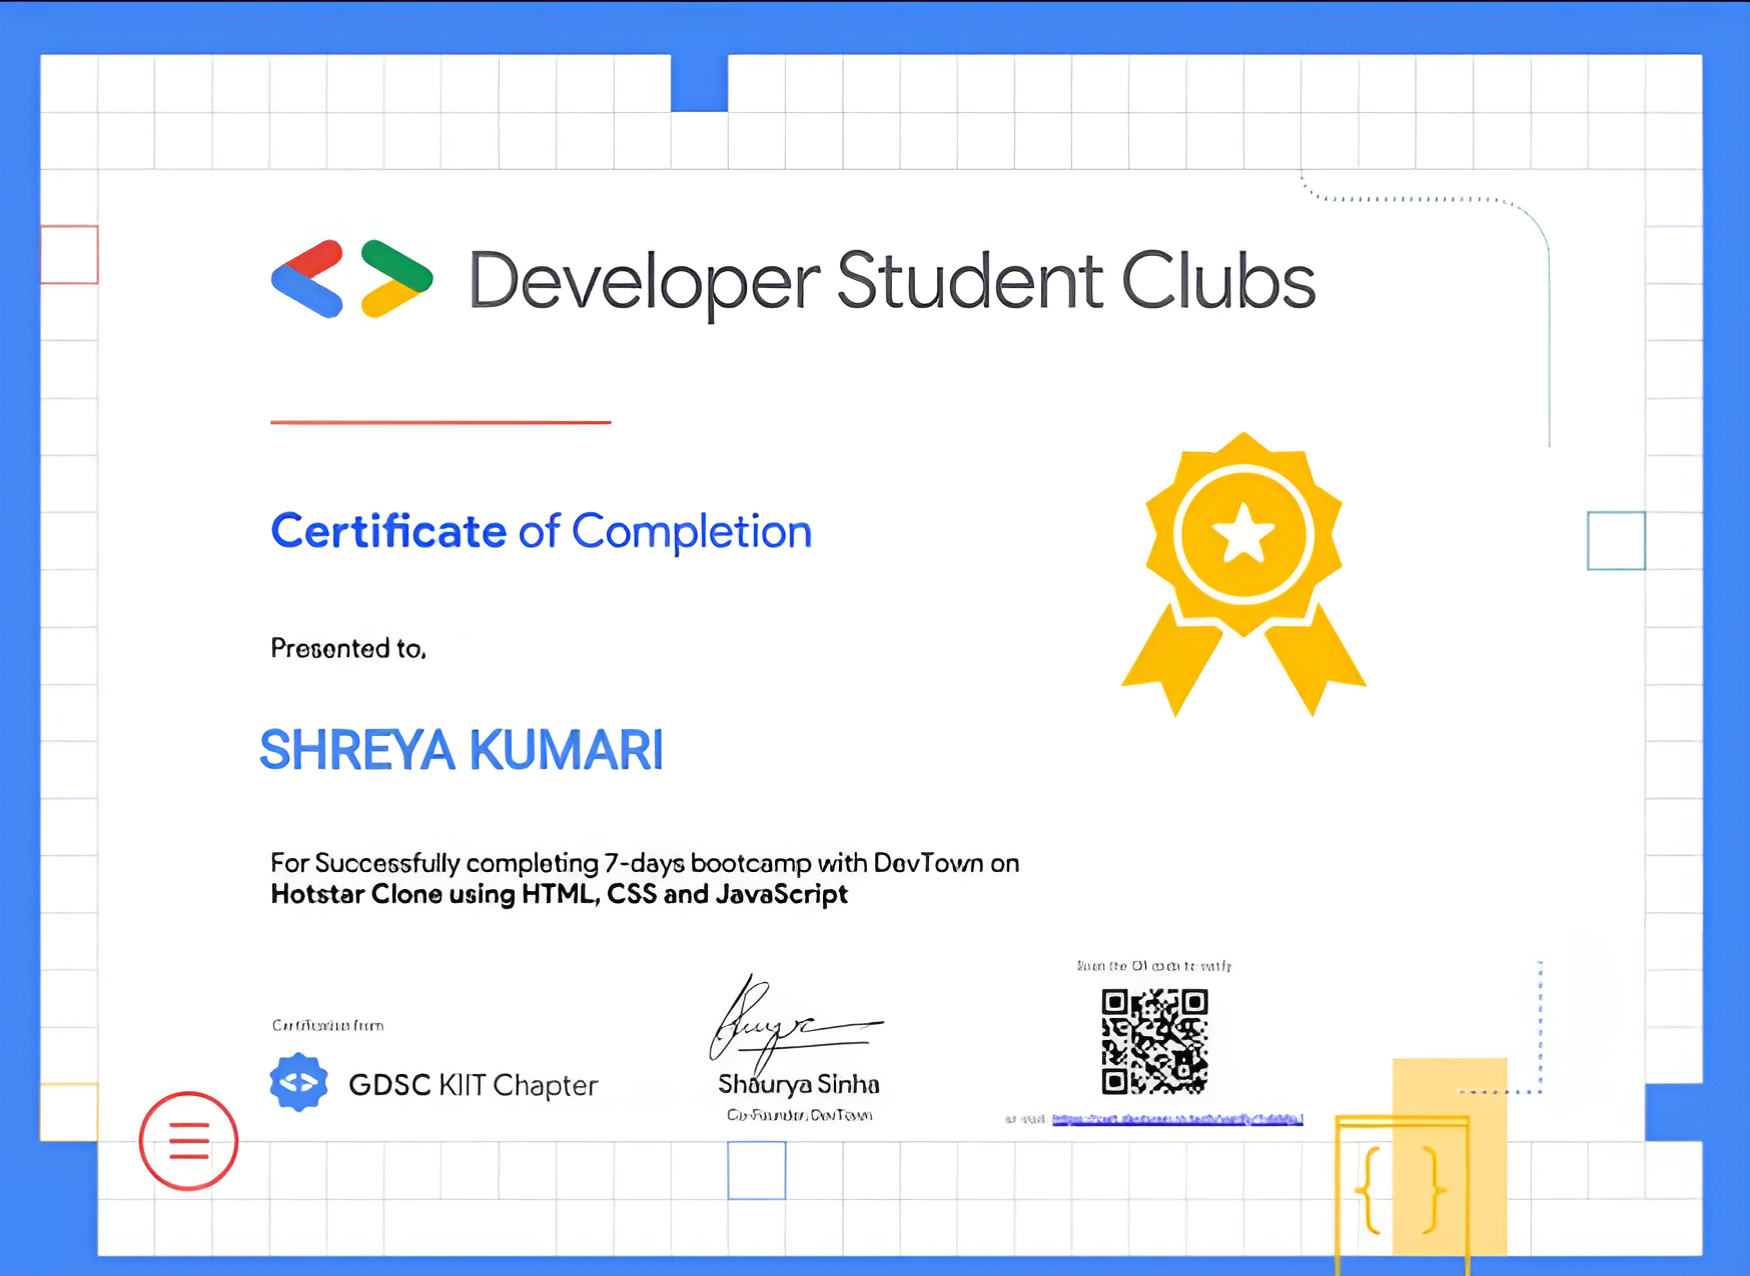 Developer Student Clubs
Certificate of Completion
Presented to,
SHREYA KUMARI
For Successfully completing 7-days bootcamp with DevTown on
Hotstar Clone using HTML, CSS and JavaScript
Scan the QR code to verify
Certification from
GDSC KIIT Chapter
Shaurya Sinha
Co-Founder, DevTown
or visit